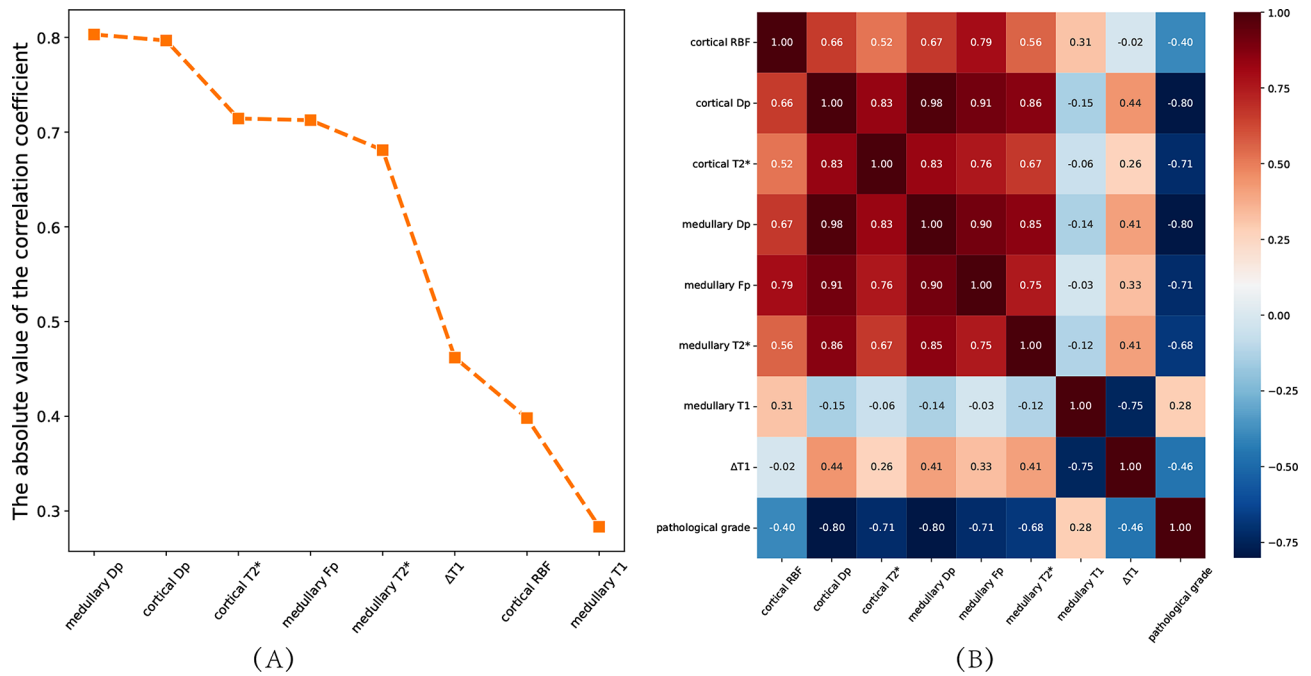 The absolute value of the correlation coefficient
0.8
0.7
0.6
0.5
0.4
0.3
medullary Dp
cortical Dp
cortical T2*
medullary Fp
medullary T2*
ΔT1
cortical RBF
medullary T1
(A)
cortical RBF 1.00 0.66 0.52 0.67 0.79 0.56 0.31 -0.02 -0.40
cortical Dp 0.66 1.00 0.83 0.98 0.91 0.86 -0.15 0.44 -0.80
cortical T2* 0.52 0.83 1.00 0.83 0.76 0.67 -0.06 0.26 -0.71
medullary Dp 0.67 0.98 0.83 1.00 0.90 0.85 -0.14 0.41 -0.80
medullary Fp 0.79 0.91 0.76 0.90 1.00 0.75 -0.03 0.33 -0.71
medullary T2* 0.56 0.86 0.67 0.85 0.75 1.00 -0.12 0.41 -0.68
medullary T1 0.31 -0.15 -0.06 -0.14 -0.03 -0.12 1.00 -0.75 0.28
ΔT1 -0.02 0.44 0.26 0.41 0.33 0.41 -0.75 1.00 -0.46
pathological grade -0.40 -0.80 -0.71 -0.80 -0.71 -0.68 0.28 -0.46 1.00
cortical RBF
cortical Dp
cortical T2*
medullary Dp
medullary Fp
medullary T2*
medullary T1
ΔT1
pathological grade
1.00
0.75
0.50
0.25
0.00
−0.25
−0.50
−0.75
(B)